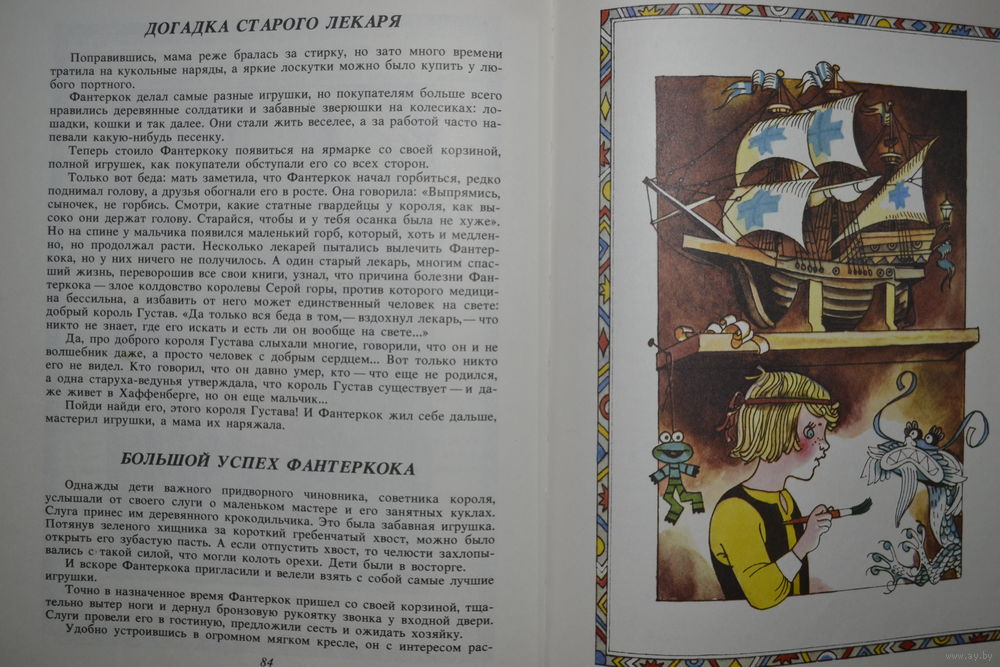 ДОГАДКА СТАРОГО ЛЕКАРЯ
Поправившись, мама реже бралась за стирку, но зато много времени
тратила на кукольные наряды, а яркие лоскутки можно было купить у лю-
бого портного.
Фантеркок делал самые разные игрушки, но покупателям больше всего
нравились деревянные солдатики и забавные зверюшки на колесиках: ло-
шадки, кошки и так далее. Они стали жить веселее, а за работой часто на-
певали какую-нибудь песенку.
Теперь стоило Фантеркоку появиться на ярмарке со своей корзиной,
полной игрушек, как покупатели обступали его со всех сторон.
Только вот беда: мать заметила, что Фантеркок начал горбиться, редко
поднимал голову, а друзья обогнали его в росте. Она говорила: «Выпрямись,
сыночек, не горбись. Смотри, какие статные гвардейцы у короля, как вы-
соко они держат голову. Старайся, чтобы и у тебя осанка была не хуже».
Но на спине у мальчика появился маленький горб, который, хоть и медлен-
но, но продолжал расти. Несколько лекарей пытались вылечить Фантер-
кока, но у них ничего не получилось. А один старый лекарь, многим спас-
ший жизнь, переворошив все свои книги, узнал, что причина болезни Фан-
теркока — злое колдовство королевы Серой горы, против которого медици-
на бессильна, а избавить от него может единственный человек на свете:
добрый король Густав. «Да только вся беда в том, — вздохнул лекарь, — что
никто не знает, где его искать и есть ли он вообще на свете...»
Да, про доброго короля Густава слыхали многие, говорили, что он и не
волшебник даже, а просто человек с добрым сердцем... Вот только никто
его не видел. Кто говорил, что он давно умер, кто — что еще не родился,
а одна старуха-ведунья утверждала, что король Густав существует — и да-
же живет в Хаффенберге, но он еще мальчик...
Пойди найди его, этого короля Густава! И Фантеркок жил себе дальше,
мастерил игрушки, а мама их наряжала.
БОЛЬШОЙ УСПЕХ ФАНТЕРКОКА
Однажды дети важного придворного чиновника, советника короля,
услышали от своего слуги о маленьком мастере и его занятных куклах.
Слуга принес им деревянного крокодильчика. Это была забавная игрушка.
Потянув зеленого хищника за короткий гребенчатый хвост, можно было
открыть его зубастую пасть. А если отпустить хвост, то челюсти захлопы-
вались с такой силой, что могли колоть орехи. Дети были в восторге.
И вскоре Фантеркока пригласили и велели взять с собой самые лучшие
игрушки.
Точно в назначенное время Фантеркок пришел со своей корзиной, тща-
тельно вытер ноги и дернул бронзовую рукоятку звонка у входной двери.
Слуги провели его в гостиную, предложили сесть и ожидать хозяйку.
Удобно устроившись в огромном мягком кресле, он с интересом рас-
84
www.ay.by